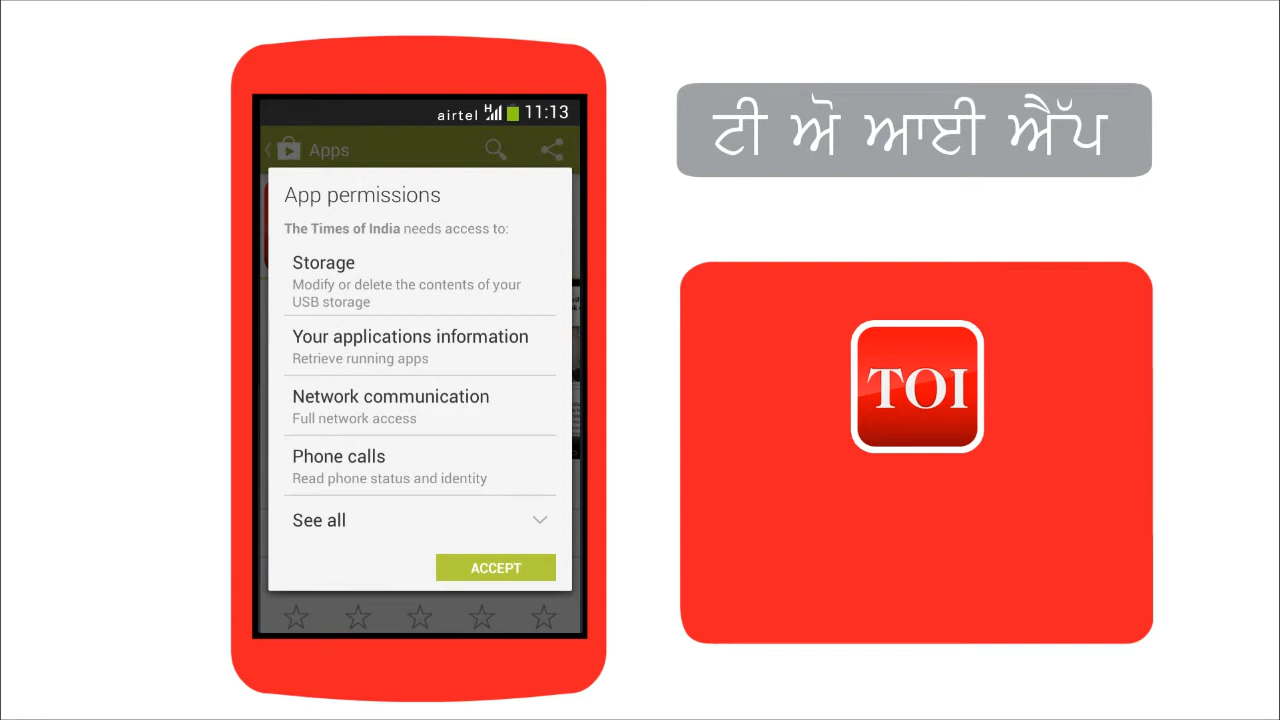 airtel H 11:13
Apps
App permissions
The Times of India needs access to:
Storage
Modify or delete the contents of your
USB storage
Your applications information
Retrieve running apps
Network communication
Full network access
Phone calls
Read phone status and identity
See all
ACCEPT
ਟੀ ਅੋ ਆਈ ਐੱਪ
TOI